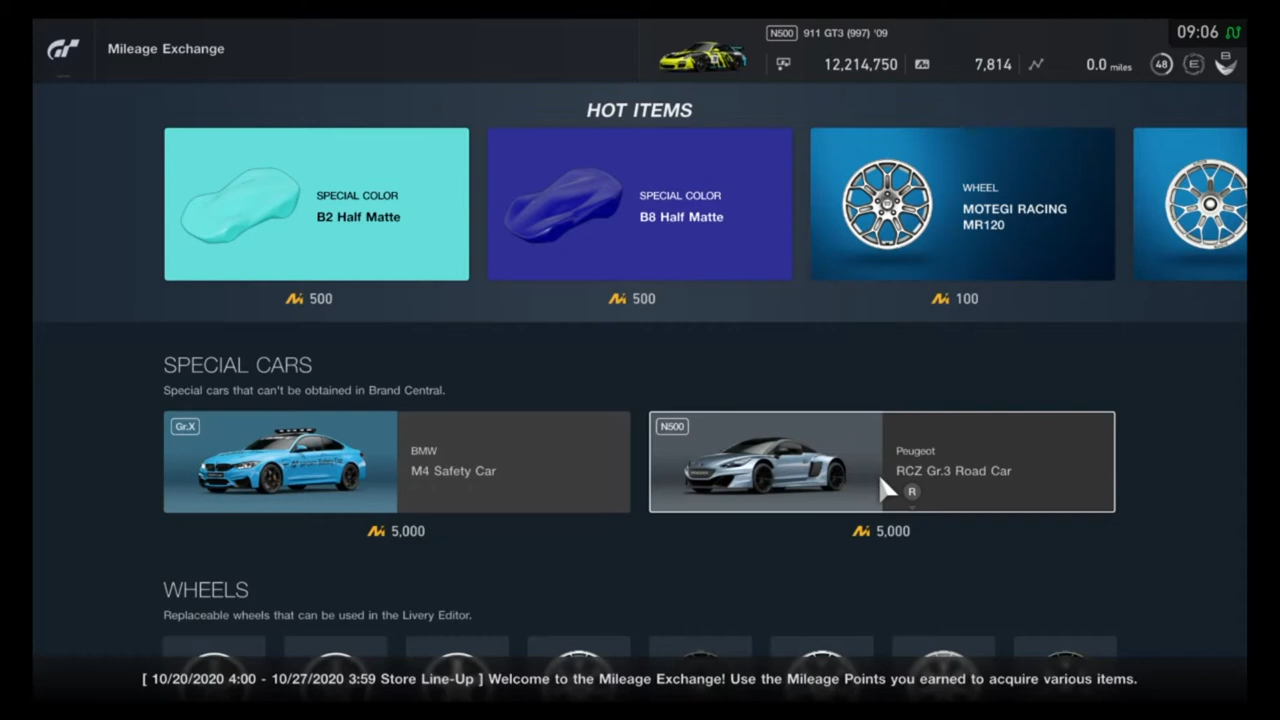 Mileage Exchange
N500 911 GT3 (997) '09
09:06
12,214,750
7,814
0.0 miles
48
E
B
HOT ITEMS
SPECIAL COLOR
B2 Half Matte
500
SPECIAL COLOR
B8 Half Matte
500
WHEEL
MOTEGI RACING
MR120
100
SPECIAL CARS
Special cars that can't be obtained in Brand Central.
Gr.X
BMW
M4 Safety Car
5,000
N500
Peugeot
RCZ Gr.3 Road Car
R
5,000
WHEELS
Replaceable wheels that can be used in the Livery Editor.
[ 10/20/2020 4:00 - 10/27/2020 3:59 Store Line-Up ] Welcome to the Mileage Exchange! Use the Mileage Points you earned to acquire various items.